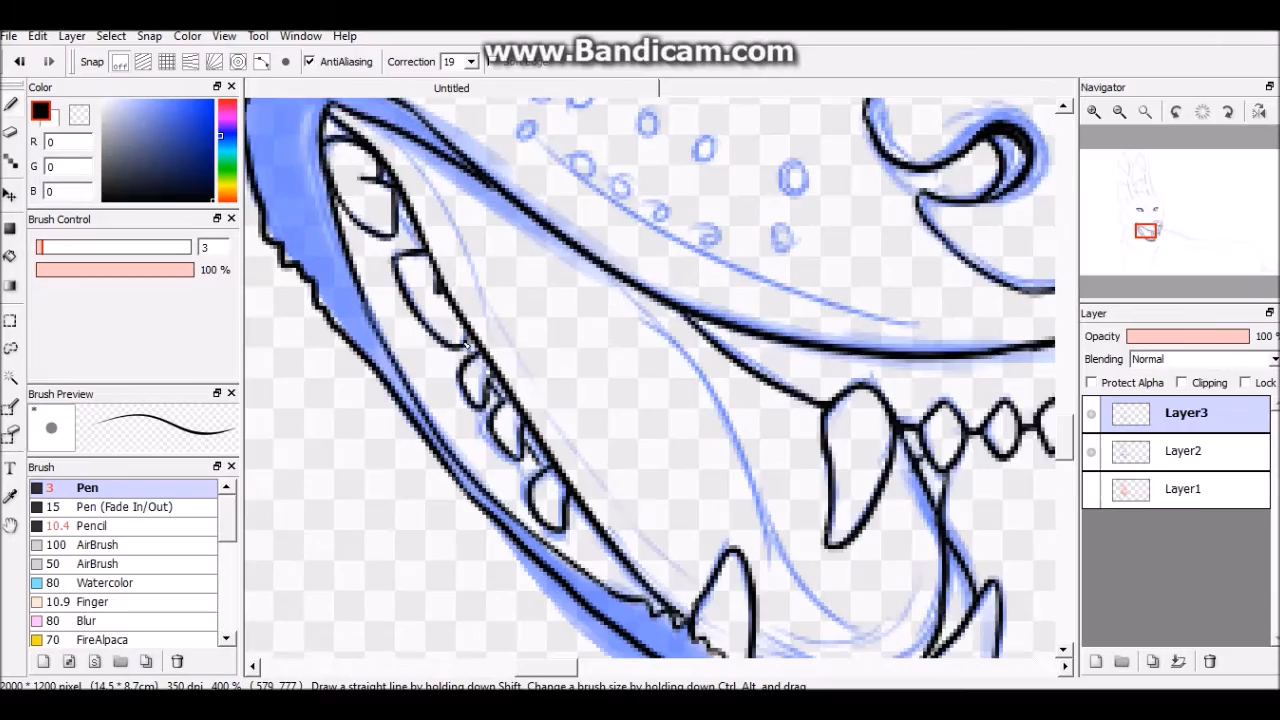 File Edit Layer Select Snap Color View Tool Window Help
www.Bandicam.com
Snap off AntiAliasing Correction 19
Color
Untitled
Navigator
R 0
G 0
B 0
Brush Control
3
100 %
Brush Preview
Brush
3 Pen
15 Pen (Fade In/Out)
10.4 Pencil
100 AirBrush
50 AirBrush
80 Watercolor
10.9 Finger
80 Blur
70 FireAlpaca
Layer
Opacity 100
Blending Normal
Protect Alpha Clipping Lock
Layer3
Layer2
Layer1
2000 * 1200 pixel (14.5 * 8.7cm) 350 dpi 400 % ( 579, 777 ) Draw a straight line by holding down Shift, Change a brush size by holding down Ctrl, Alt, and drag